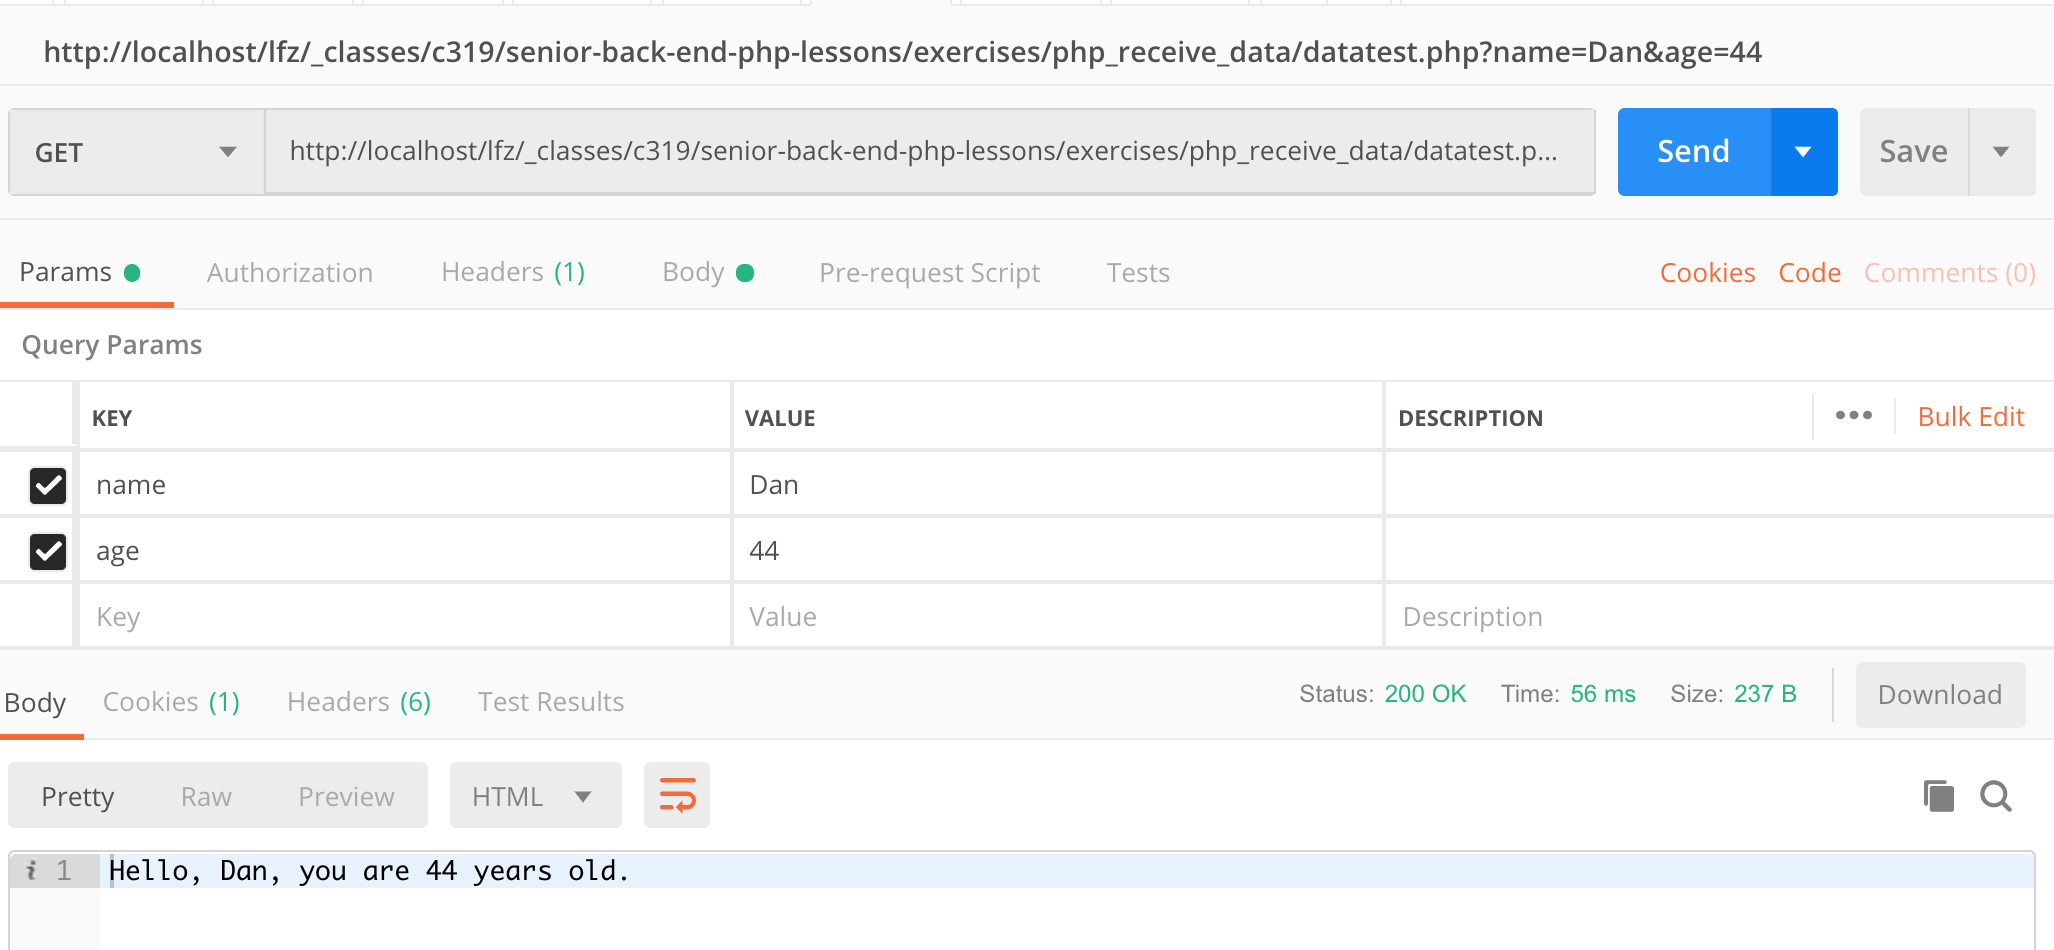 http://localhost/lfz/_classes/c319/senior-back-end-php-lessons/exercises/php_receive_data/datatest.php?name=Dan&age=44
GET http://localhost/lfz/_classes/c319/senior-back-end-php-lessons/exercises/php_receive_data/datatest.p... Send Save
Params Authorization Headers (1) Body Pre-request Script Tests Cookies Code Comments (0)
Query Params
KEY VALUE DESCRIPTION ••• Bulk Edit
name Dan
age 44
Key Value Description
Body Cookies (1) Headers (6) Test Results Status: 200 OK Time: 56 ms Size: 237 B Download
Pretty Raw Preview HTML
i 1 Hello, Dan, you are 44 years old.